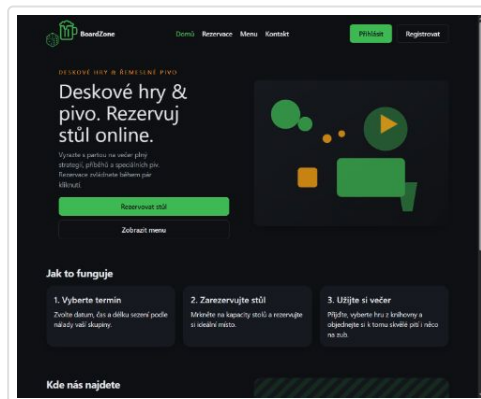 BoardZone
Domů Rezervace Menu Kontakt
Přihlásit Registrovat
DESKOVÉ HRY & ŘEMESLNÉ PIVO
Deskové hry &
pivo. Rezervuj
stůl online.
Vyrazte s partou na večer plný
strategií, příběhů a speciálních piv.
Rezervace zvládnete během pár
kliknutí.
Rezervovat stůl
Zobrazit menu
Jak to funguje
1. Vyberte termín
Zvolte datum, čas a délku sezení podle
nálady vaší skupiny.
2. Zarezervujte stůl
Mrkněte na kapacity stolů a rezervujte
si ideální místo.
3. Užijte si večer
Přijďte, vyberte hru z knihovny a
objednejte si k tomu skvělé pití i něco
na zub.
Kde nás najdete